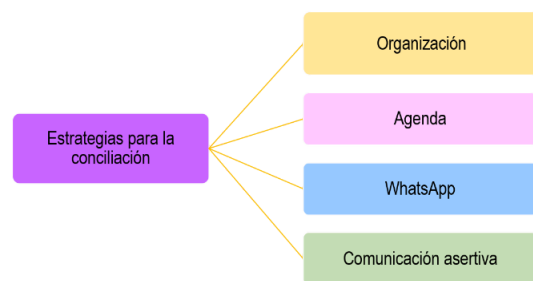 Estrategias para la
conciliación
Organización
Agenda
WhatsApp
Comunicación asertiva